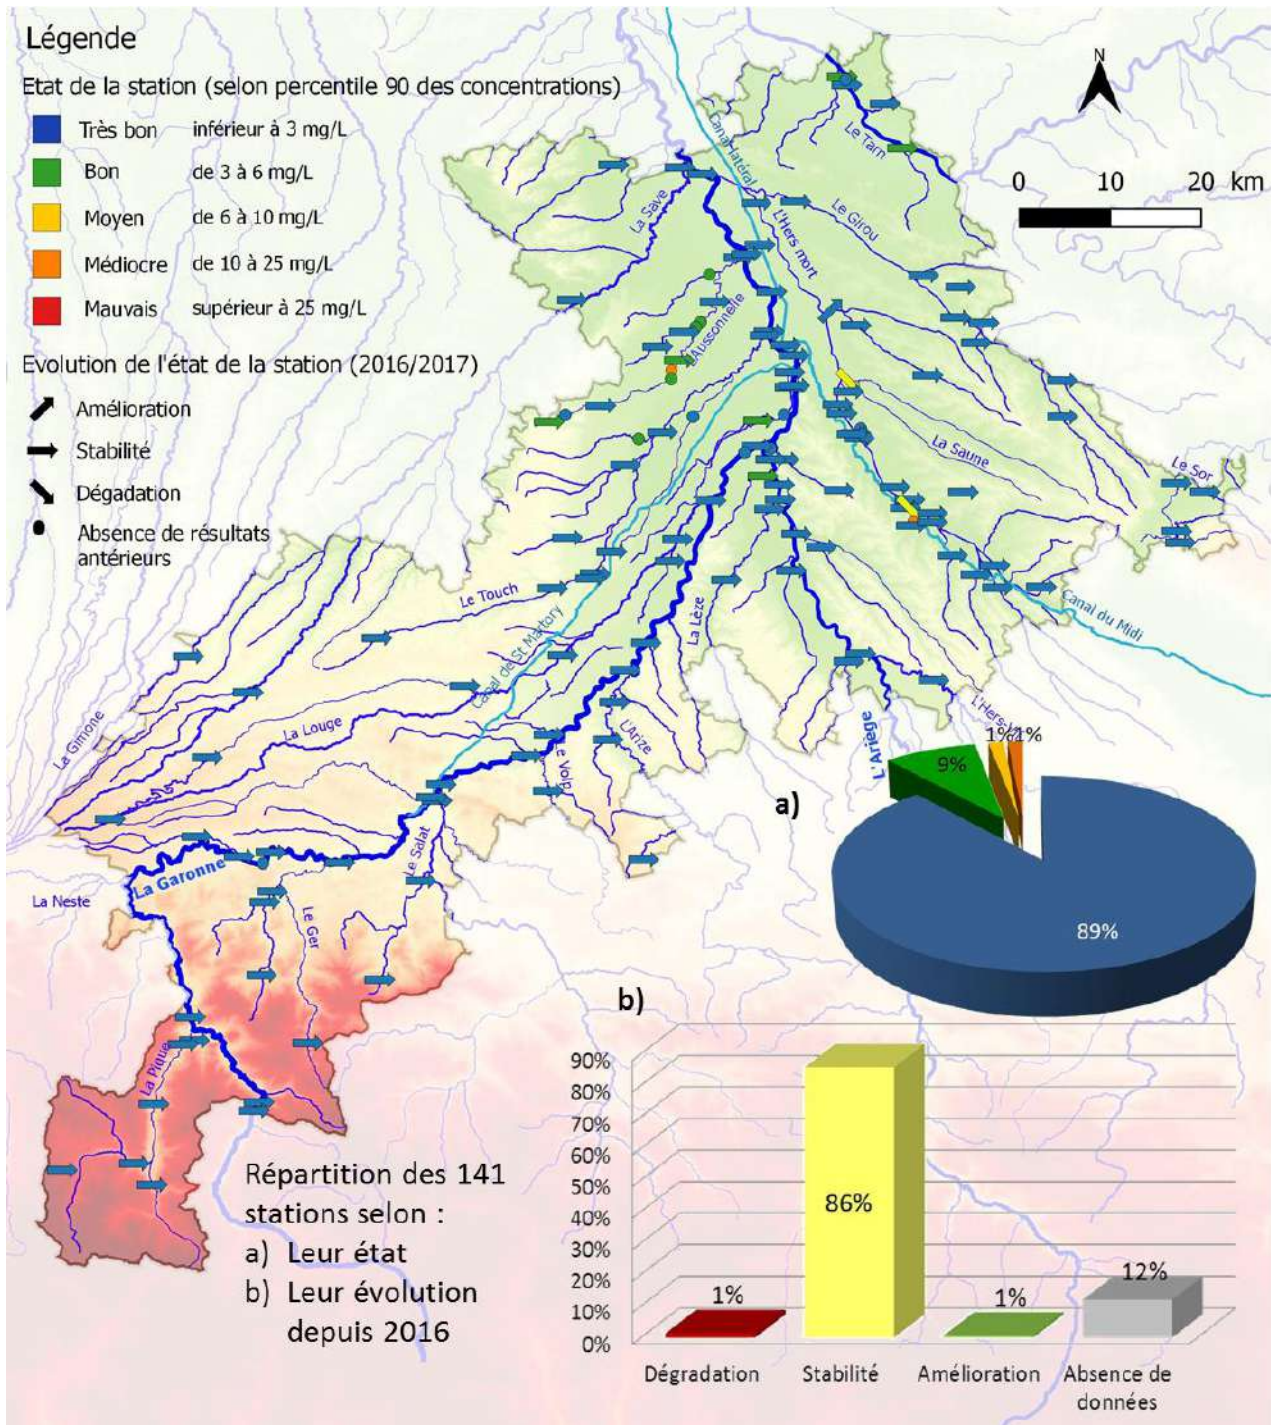 Légende
Etat de la station (selon percentile 90 des concentrations)
Très bon inférieur à 3 mg/L
Bon de 3 à 6 mg/L
Moyen de 6 à 10 mg/L
Médiocre de 10 à 25 mg/L
Mauvais supérieur à 25 mg/L
Evolution de l'état de la station (2016/2017)
Amélioration
Stabilité
Dégadation
Absence de résultats
antérieurs
N
0 10 20 km
Canal latéral
Le Tarn
La Save
L'Hers mort
Le Girou
L'Aussonnelle
La Saune
Le Sor
Le Touch
Canal de St Martory
La Lèze
Canal du Midi
La Gimone
La Louge
L'Arize
Le Volp
L'Ariège
La Garonne
Le Salat
La Neste
Le Ger
La Pique
a)
1%
1%
9%
89%
b)
90%
80%
70%
60%
50%
40%
30%
20%
10%
0%
1%
86%
1%
12%
Dégradation
Stabilité
Amélioration
Absence de
données
Répartition des 141
stations selon :
a) Leur état
b) Leur évolution
depuis 2016